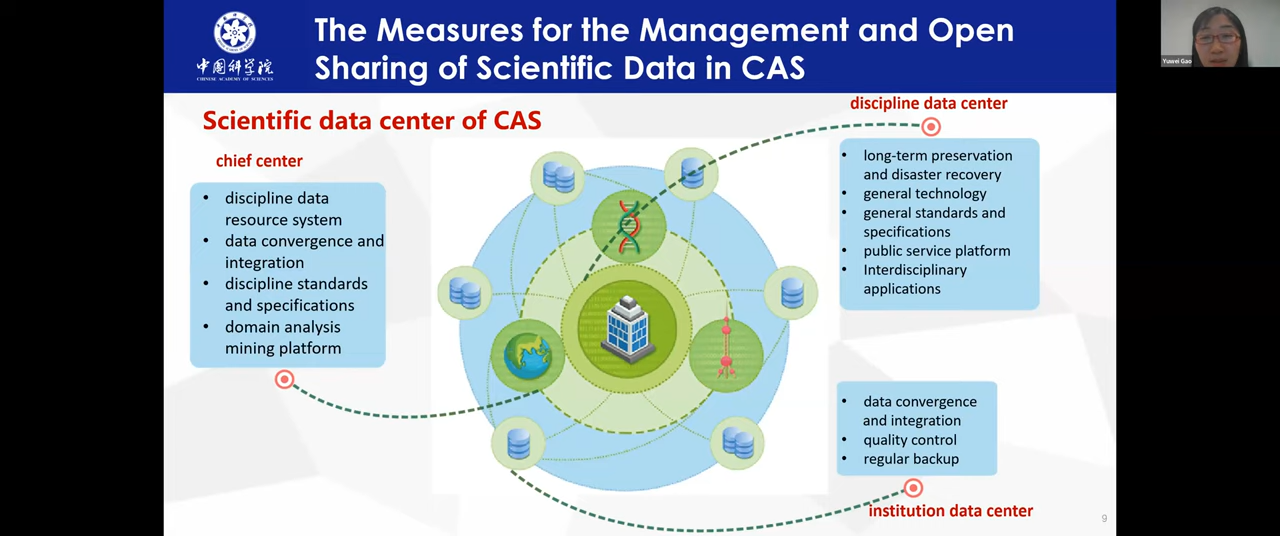 The Measures for the Management and Open
Sharing of Scientific Data in CAS
中国科学院
CHINESE ACADEMY OF SCIENCES
Yuwei Gao
Scientific data center of CAS
chief center
• discipline data
resource system
• data convergence and
integration
• discipline standards
and specifications
• domain analysis
mining platform
discipline data center
• long-term preservation
and disaster recovery
• general technology
• general standards and
specifications
• public service platform
• Interdisciplinary
applications
• data convergence
and integration
• quality control
• regular backup
institution data center
9